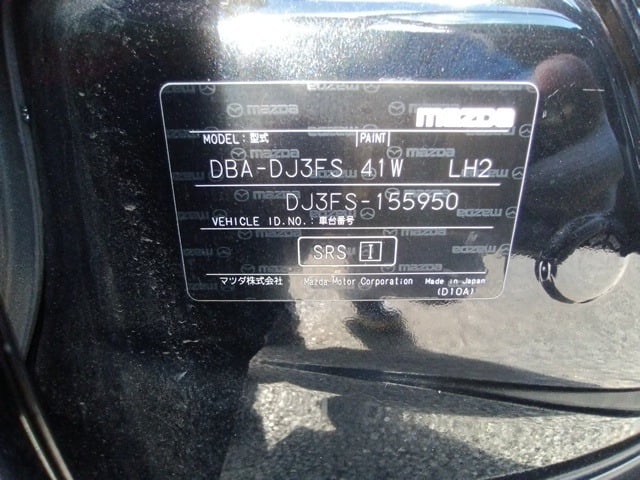 mazda
MODEL: 型式 PAINT
DBA-DJ3FS 41W LH2
DJ3FS-155950
VEHICLE ID.NO.: 車台番号
SRS I
マツダ株式会社 Mazda Motor Corporation Made in Japan
(D10A)